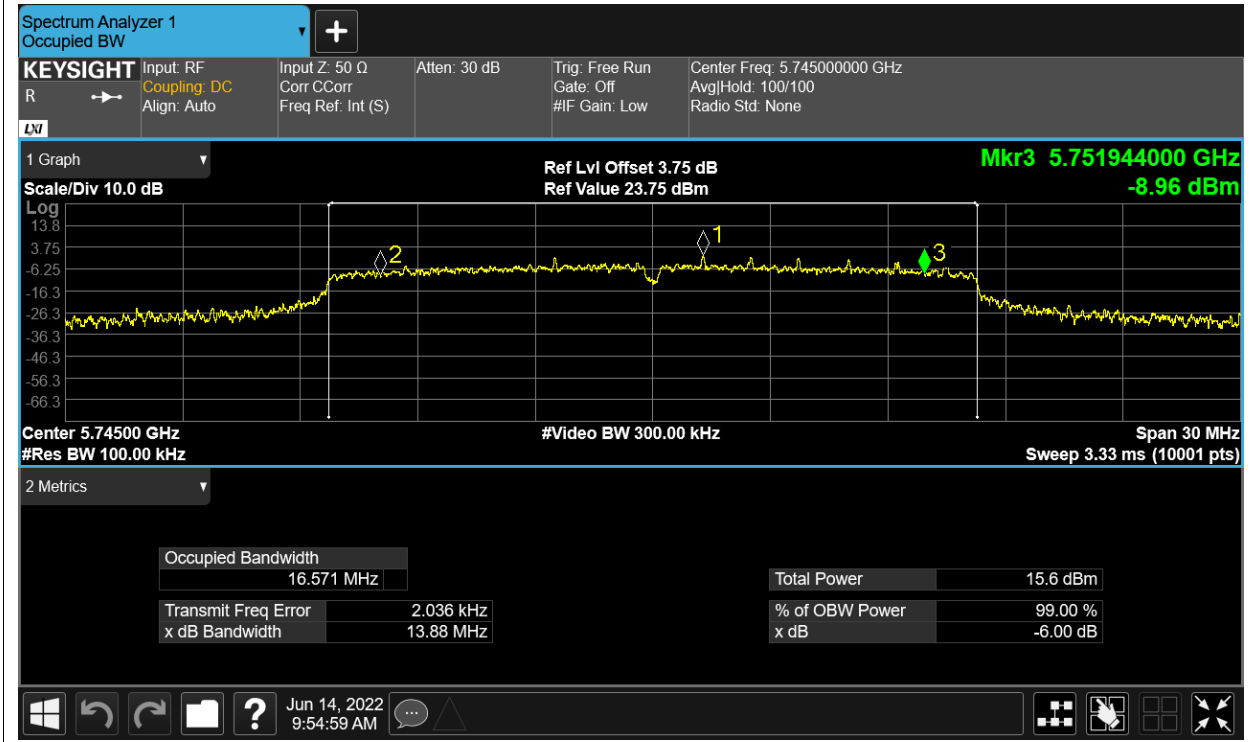 Spectrum Analyzer 1
Occupied BW
KEYSIGHT
R
LXI
Input: RF
Coupling: DC
Align: Auto
Input Z: 50 Ω
Corr CCorr
Freq Ref: Int (S)
Atten: 30 dB
Trig: Free Run
Gate: Off
#IF Gain: Low
Center Freq: 5.745000000 GHz
Avg|Hold: 100/100
Radio Std: None
1 Graph
Scale/Div 10.0 dB
Ref Lvl Offset 3.75 dB
Ref Value 23.75 dBm
Mkr3 5.751944000 GHz
-8.96 dBm
Log
13.8
3.75
-6.25
-16.3
-26.3
-36.3
-46.3
-56.3
-66.3
2
1
3
Center 5.74500 GHz
#Res BW 100.00 kHz
#Video BW 300.00 kHz
Span 30 MHz
Sweep 3.33 ms (10001 pts)
2 Metrics
Occupied Bandwidth
16.571 MHz
Total Power 15.6 dBm
Transmit Freq Error 2.036 kHz
% of OBW Power 99.00 %
x dB Bandwidth 13.88 MHz
x dB -6.00 dB
?
Jun 14, 2022
9:54:59 AM